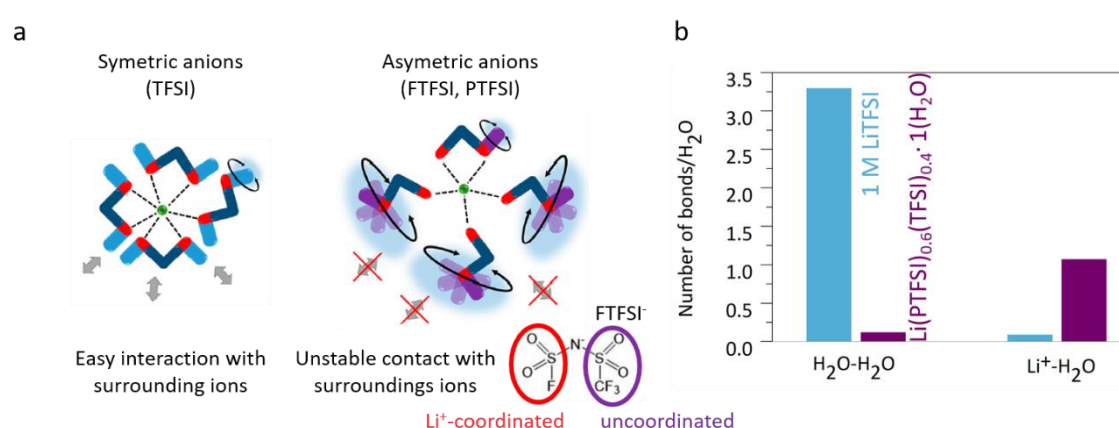 a
Symetric anions
(TFSI)
Asymetric anions
(FTFSI, PTFSI)
Easy interaction with
surrounding ions
Unstable contact with
surroundings ions
FTFSI⁻
O
O
S
F
N⁻
O
O
S
CF₃
Li⁺-coordinated
uncoordinated
b
Number of bonds/H₂O
3.5
3.0
2.5
2.0
1.5
1.0
0.5
0.0
1 M LiTFSI
Li(PTFSI)₀.₆(TFSI)₀.₄· 1(H₂O)
H₂O-H₂O
Li⁺-H₂O